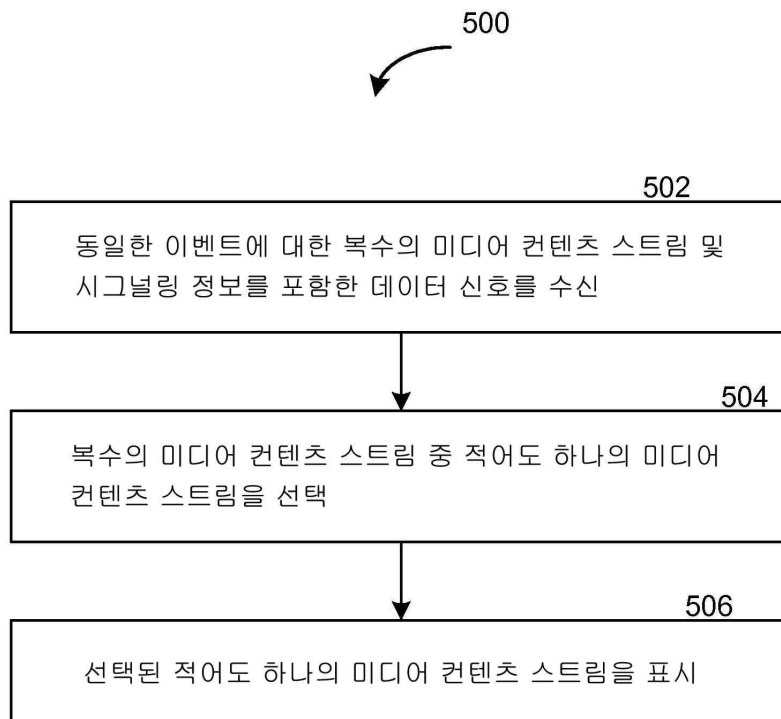 500
502
동일한 이벤트에 대한 복수의 미디어 컨텐츠 스트림 및
시그널링 정보를 포함한 데이터 신호를 수신
504
복수의 미디어 컨텐츠 스트림 중 적어도 하나의 미디어
컨텐츠 스트림을 선택
506
선택된 적어도 하나의 미디어 컨텐츠 스트림을 표시